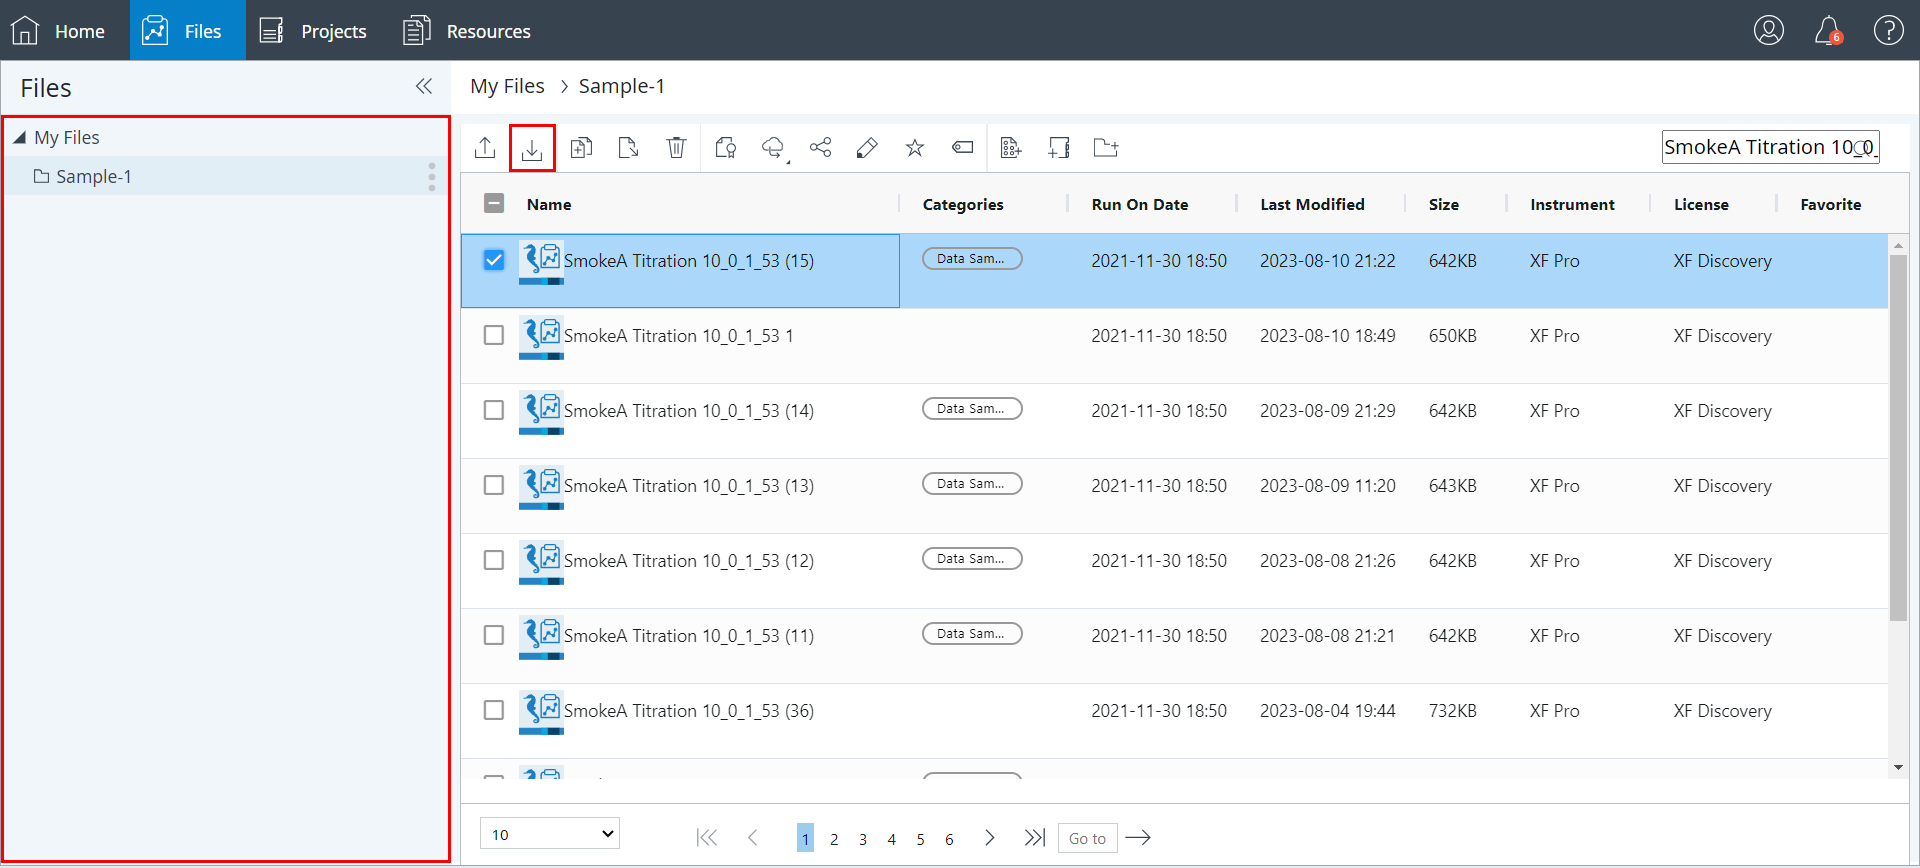 Home Files Projects Resources 6
Files
My Files > Sample-1
My Files
Sample-1
SmokeA Titration 10_0_
Name Categories Run On Date Last Modified Size Instrument License Favorite
SmokeA Titration 10_0_1_53 (15) Data Sam... 2021-11-30 18:50 2023-08-10 21:22 642KB XF Pro XF Discovery
SmokeA Titration 10_0_1_53 1 2021-11-30 18:50 2023-08-10 18:49 650KB XF Pro XF Discovery
SmokeA Titration 10_0_1_53 (14) Data Sam... 2021-11-30 18:50 2023-08-09 21:29 642KB XF Pro XF Discovery
SmokeA Titration 10_0_1_53 (13) Data Sam... 2021-11-30 18:50 2023-08-09 11:20 643KB XF Pro XF Discovery
SmokeA Titration 10_0_1_53 (12) Data Sam... 2021-11-30 18:50 2023-08-08 21:26 642KB XF Pro XF Discovery
SmokeA Titration 10_0_1_53 (11) Data Sam... 2021-11-30 18:50 2023-08-08 21:21 642KB XF Pro XF Discovery
SmokeA Titration 10_0_1_53 (36) 2021-11-30 18:50 2023-08-04 19:44 732KB XF Pro XF Discovery
10 1 2 3 4 5 6 Go to